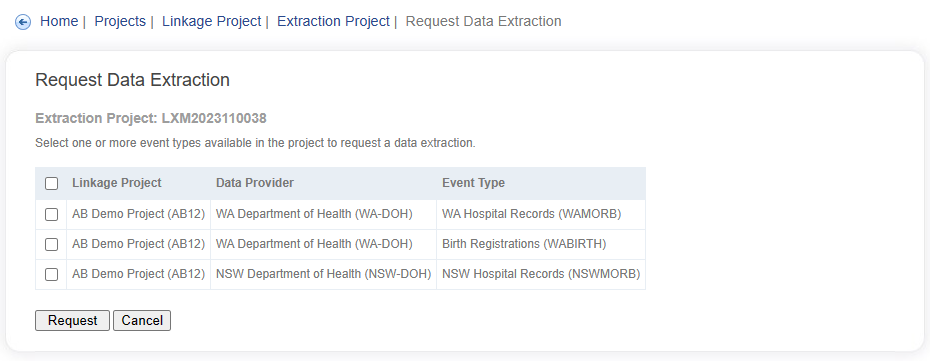 Home | Projects | Linkage Project | Extraction Project | Request Data Extraction
Request Data Extraction
Extraction Project: LXM2023110038
Select one or more event types available in the project to request a data extraction.
Linkage Project Data Provider Event Type
AB Demo Project (AB12) WA Department of Health (WA-DOH) WA Hospital Records (WAMORB)
AB Demo Project (AB12) WA Department of Health (WA-DOH) Birth Registrations (WABIRTH)
AB Demo Project (AB12) NSW Department of Health (NSW-DOH) NSW Hospital Records (NSWMORB)
Request Cancel